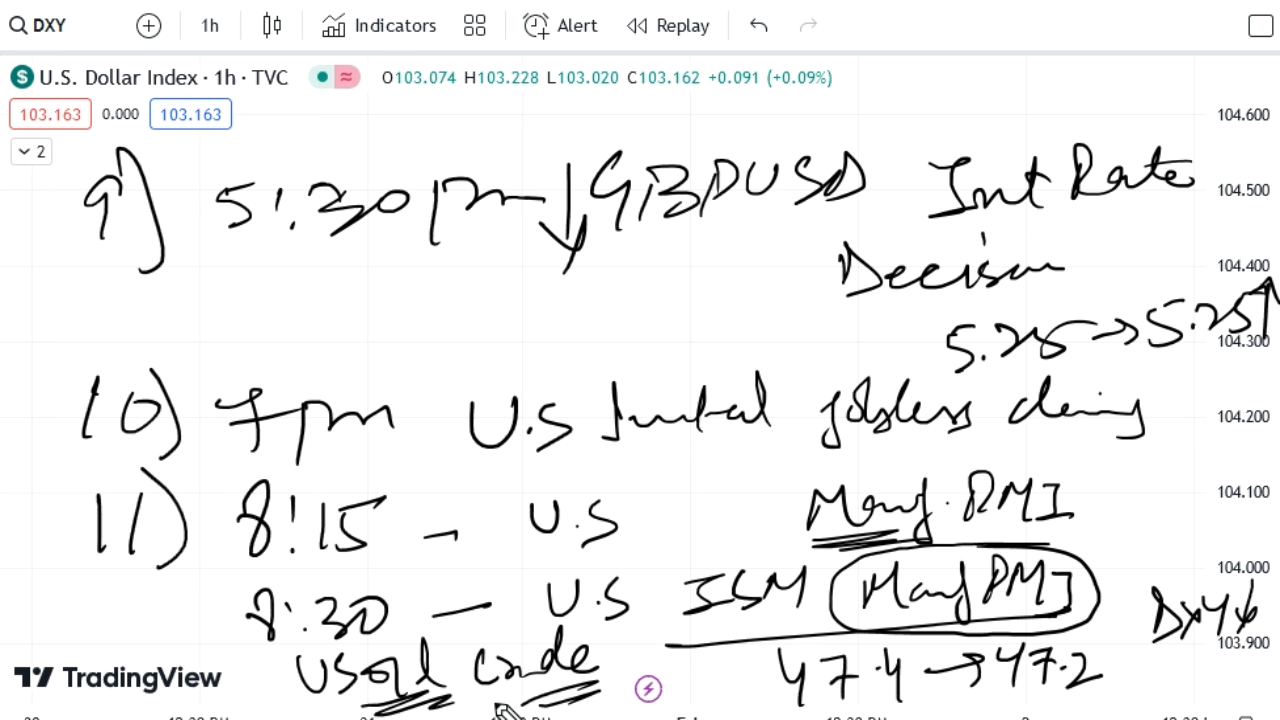 DXY 1h Indicators Alert Replay
U.S. Dollar Index · 1h · TVC O103.074 H103.228 L103.020 C103.162 +0.091 (+0.09%)
103.163 0.000 103.163
2
104.600
104.500
104.400
104.300
104.200
104.100
104.000
103.900
9) 5:30 pm ↓ GBPUSD Int Rate
Decision
5.25 → 5.25↑
10) 7pm U.S Initial jobless claims
11) 8:15 - U.S Manf. PMI
8:30 - U.S ISM Manf PMI
DXY↓
USOil Crude 47.4 → 47.2
TradingView